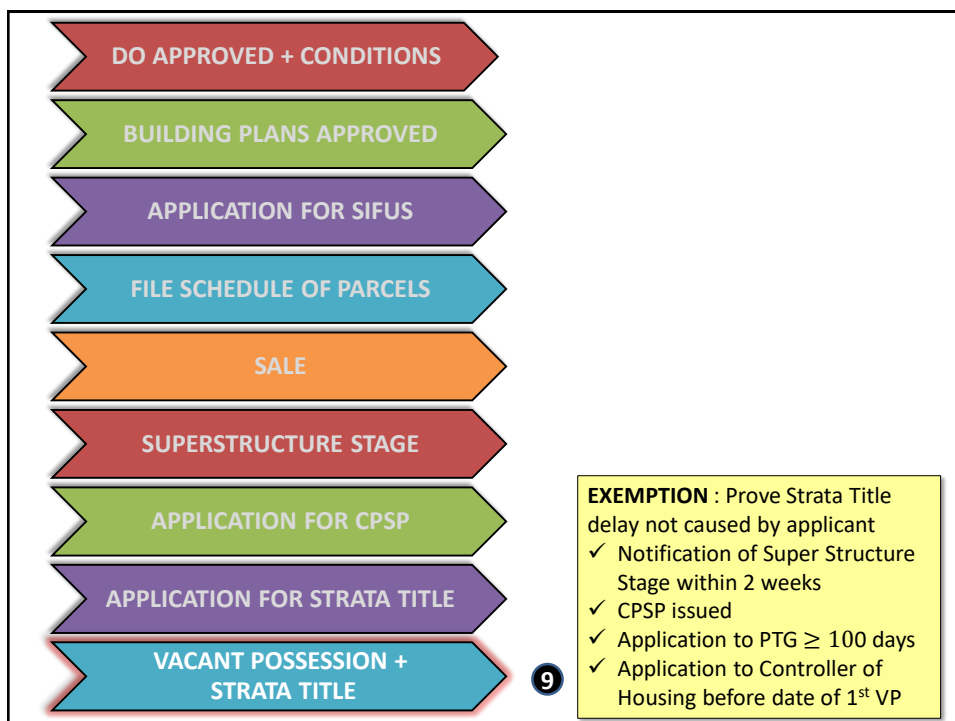 DO APPROVED + CONDITIONS
BUILDING PLANS APPROVED
APPLICATION FOR SIFUS
FILE SCHEDULE OF PARCELS
SALE
SUPERSTRUCTURE STAGE
APPLICATION FOR CPSP
APPLICATION FOR STRATA TITLE
VACANT POSSESSION +
STRATA TITLE
9
EXEMPTION : Prove Strata Title
delay not caused by applicant
✓ Notification of Super Structure
Stage within 2 weeks
✓ CPSP issued
✓ Application to PTG ≥ 100 days
✓ Application to Controller of
Housing before date of 1st VP